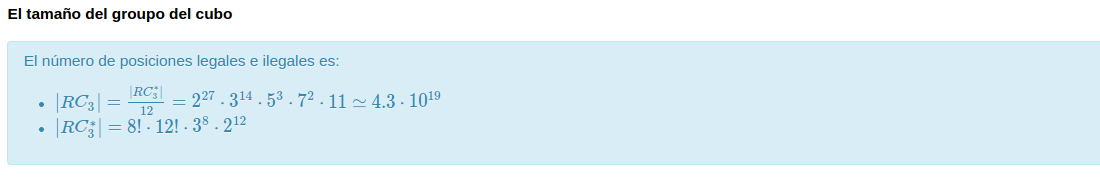 El tamaño del groupo del cubo
El número de posiciones legales e ilegales es:
• |RC₃| = |RC₃*|/12 = 2²⁷ · 3¹⁴ · 5³ · 7² · 11 ≃ 4.3 · 10¹⁹
• |RC₃*| = 8! · 12! · 3⁸ · 2¹²